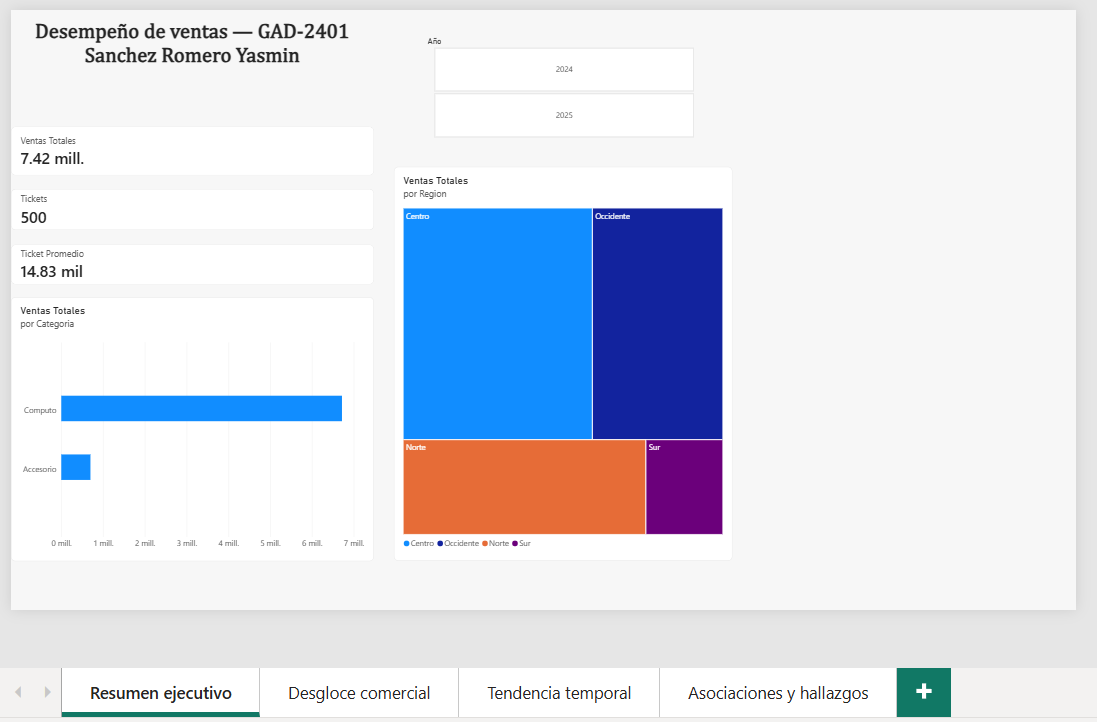 Desempeño de ventas — GAD-2401
Sanchez Romero Yasmin
Año
2024
2025
Ventas Totales
7.42 mill.
Tickets
500
Ticket Promedio
14.83 mil
Ventas Totales
por Categoria
Computo
Accesorio
0 mill. 1 mill. 2 mill. 3 mill. 4 mill. 5 mill. 6 mill. 7 mill.
Ventas Totales
por Region
Centro
Occidente
Norte
Sur
Centro Occidente Norte Sur
Resumen ejecutivo Desgloce comercial Tendencia temporal Asociaciones y hallazgos +